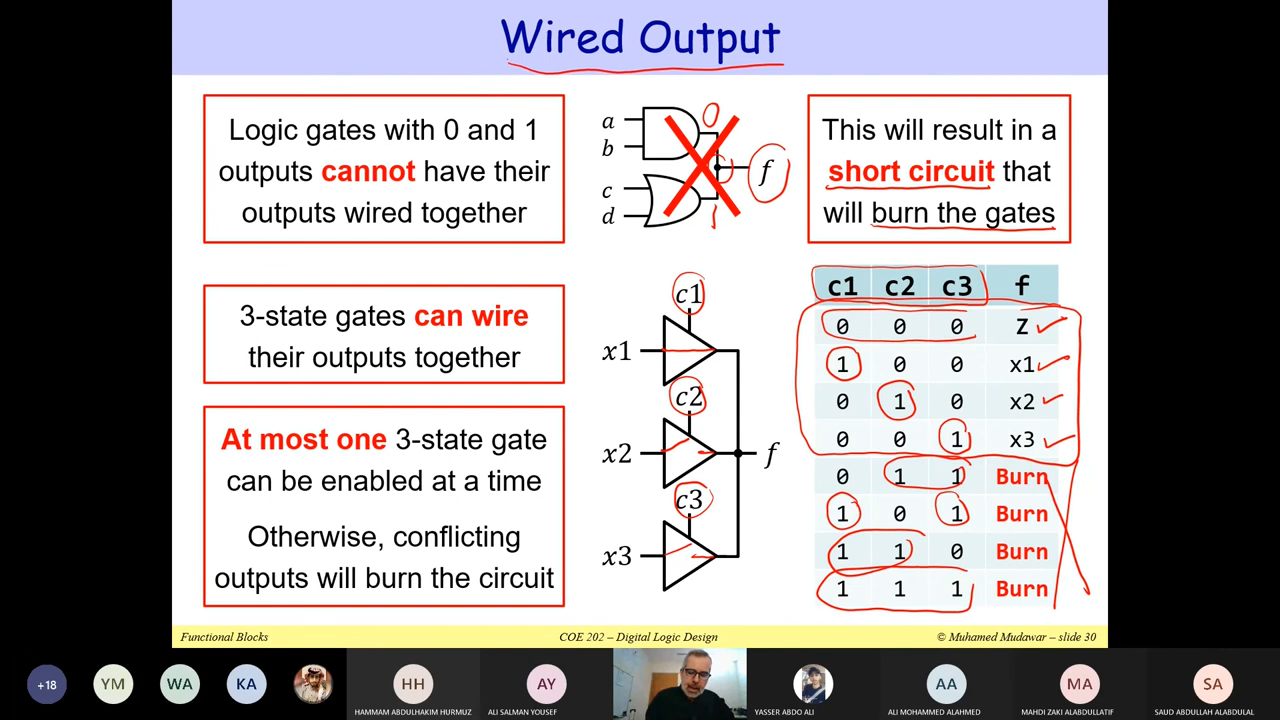 Wired Output
Logic gates with 0 and 1
outputs cannot have their
outputs wired together
a
b
c
d
0
1
f
This will result in a
short circuit that
will burn the gates
3-state gates can wire
their outputs together
At most one 3-state gate
can be enabled at a time
Otherwise, conflicting
outputs will burn the circuit
c1
x1
c2
x2
f
c3
x3
c1 c2 c3 f
0 0 0 Z
1 0 0 x1
0 1 0 x2
0 0 1 x3
0 1 1 Burn
1 0 1 Burn
1 1 0 Burn
1 1 1 Burn
Functional Blocks
COE 202 – Digital Logic Design
© Muhamed Mudawar – slide 30
+18
YM
WA
KA
HH
HAMMAM ABDULHAKIM HURMUZ
AY
ALI SALMAN YOUSEF
YASSER ABDO ALI
AA
ALI MOHAMMED ALAHMED
MA
MAHDI ZAKI ALABDULLATIF
SA
SAUD ABDULLAH ALABDULAL